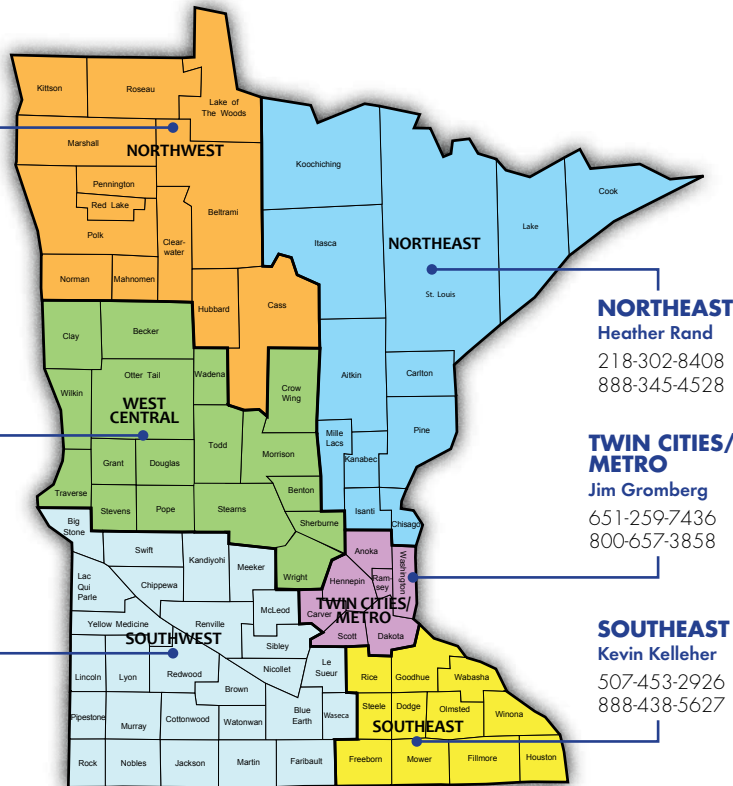 Kittson
Roseau
Lake of
The Woods
Marshall
NORTHWEST
Pennington
Red Lake
Polk
Clear-
water
Beltrami
Norman
Mahnomen
Hubbard
Cass
Koochiching
Itasca
NORTHEAST
St. Louis
Lake
Cook
Aitkin
Carlton
Pine
Mille
Lacs
Kanabec
Isanti
Chisago
Clay
Becker
Otter Tail
Wadena
Wilkin
WEST
CENTRAL
Crow
Wing
Todd
Morrison
Grant
Douglas
Traverse
Stevens
Pope
Stearns
Benton
Sherburne
Wright
Big
Stone
Swift
Kandiyohi
Meeker
Lac
Qui
Parle
Chippewa
McLeod
Yellow Medicine
Renville
SOUTHWEST
Sibley
Lincoln
Lyon
Redwood
Nicollet
Le
Sueur
Brown
Pipestone
Murray
Cottonwood
Watonwan
Blue
Earth
Waseca
Rock
Nobles
Jackson
Martin
Faribault
Anoka
Hennepin
Ram-
sey
Washington
TWIN CITIES/
METRO
Carver
Scott
Dakota
Rice
Goodhue
Wabasha
Steele
Dodge
Olmsted
Winona
SOUTHEAST
Freeborn
Mower
Fillmore
Houston
NORTHEAST
Heather Rand
218-302-8408
888-345-4528
TWIN CITIES/
METRO
Jim Gromberg
651-259-7436
800-657-3858
SOUTHEAST
Kevin Kelleher
507-453-2926
888-438-5627